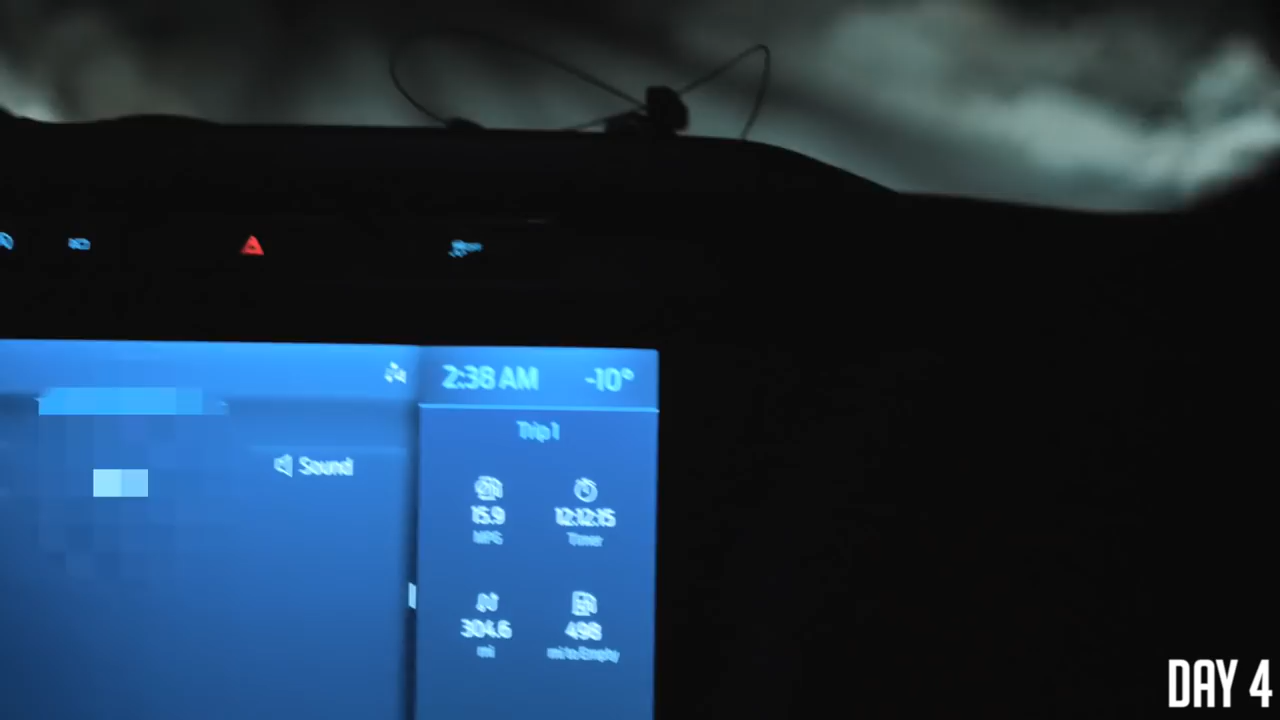 2:38 AM -10°
Trip 1
Sound
15.9 12:12:15
MPG Timer
304.6 498
mi mi to Empty
DAY 4